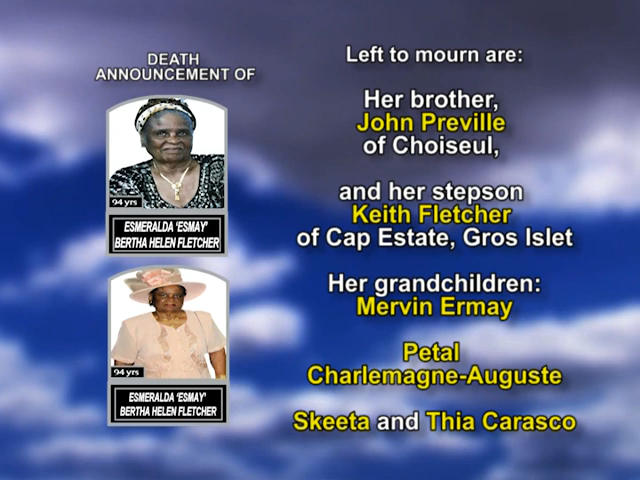 DEATH
ANNOUNCEMENT OF
94 yrs
ESMERALDA 'ESMAY'
BERTHA HELEN FLETCHER
94 yrs
ESMERALDA 'ESMAY'
BERTHA HELEN FLETCHER
Left to mourn are:
Her brother,
John Preville
of Choiseul,
and her stepson
Keith Fletcher
of Cap Estate, Gros Islet
Her grandchildren:
Mervin Ermay
Petal
Charlemagne-Auguste
Skeeta and Thia Carasco